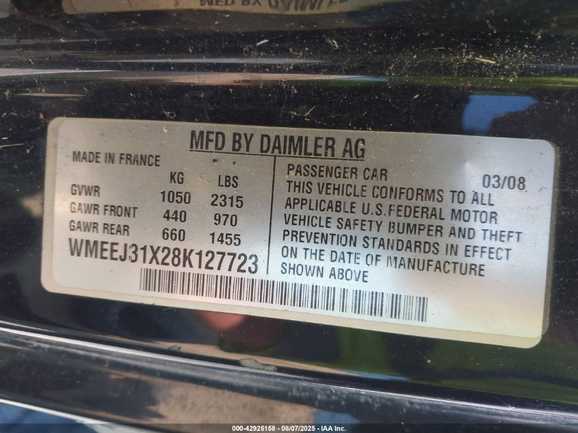 MFD BY DAIMLER AG
MADE IN FRANCE
KG LBS
GVWR 1050 2315
GAWR FRONT 440 970
GAWR REAR 660 1455
WMEEJ31X28K127723
PASSENGER CAR 03/08
THIS VEHICLE CONFORMS TO ALL
APPLICABLE U.S.FEDERAL MOTOR
VEHICLE SAFETY BUMPER AND THEFT
PREVENTION STANDARDS IN EFFECT
ON THE DATE OF MANUFACTURE
SHOWN ABOVE
000-42926158 - 08/07/2025 - IAA Inc.